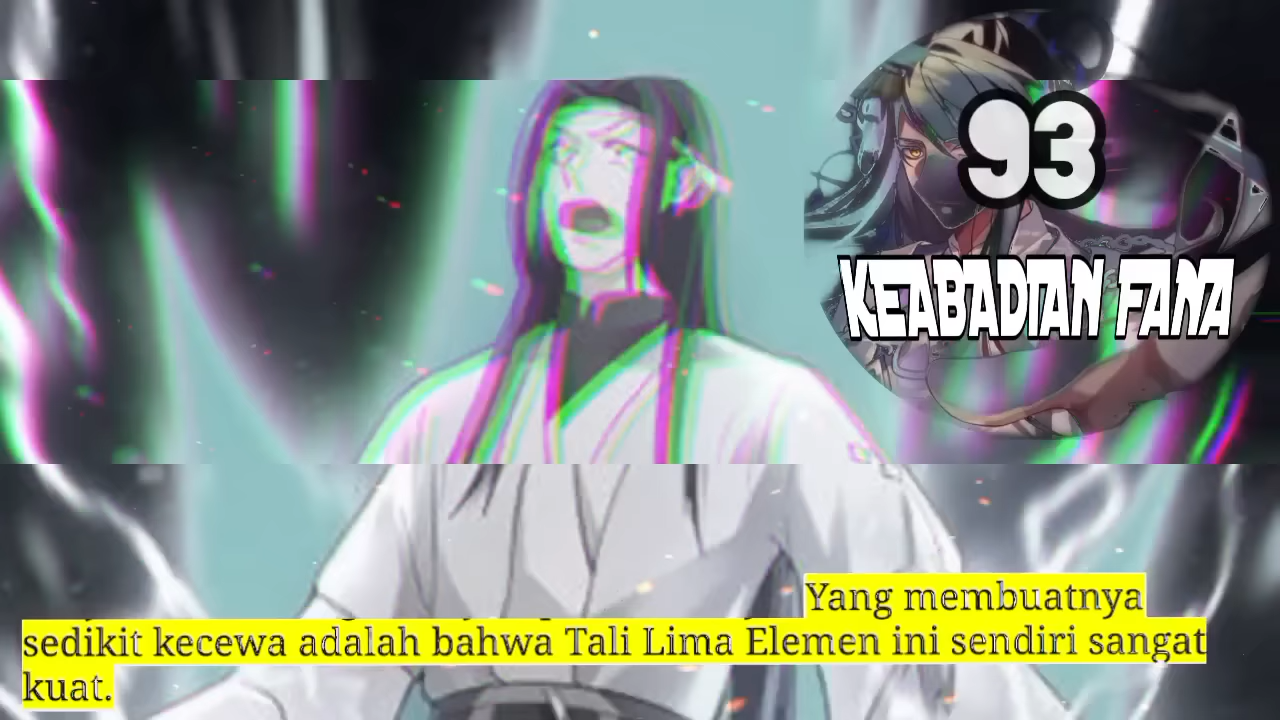 93
KEABADIAN FANA
Yang membuatnya
sedikit kecewa adalah bahwa Tali Lima Elemen ini sendiri sangat
kuat.